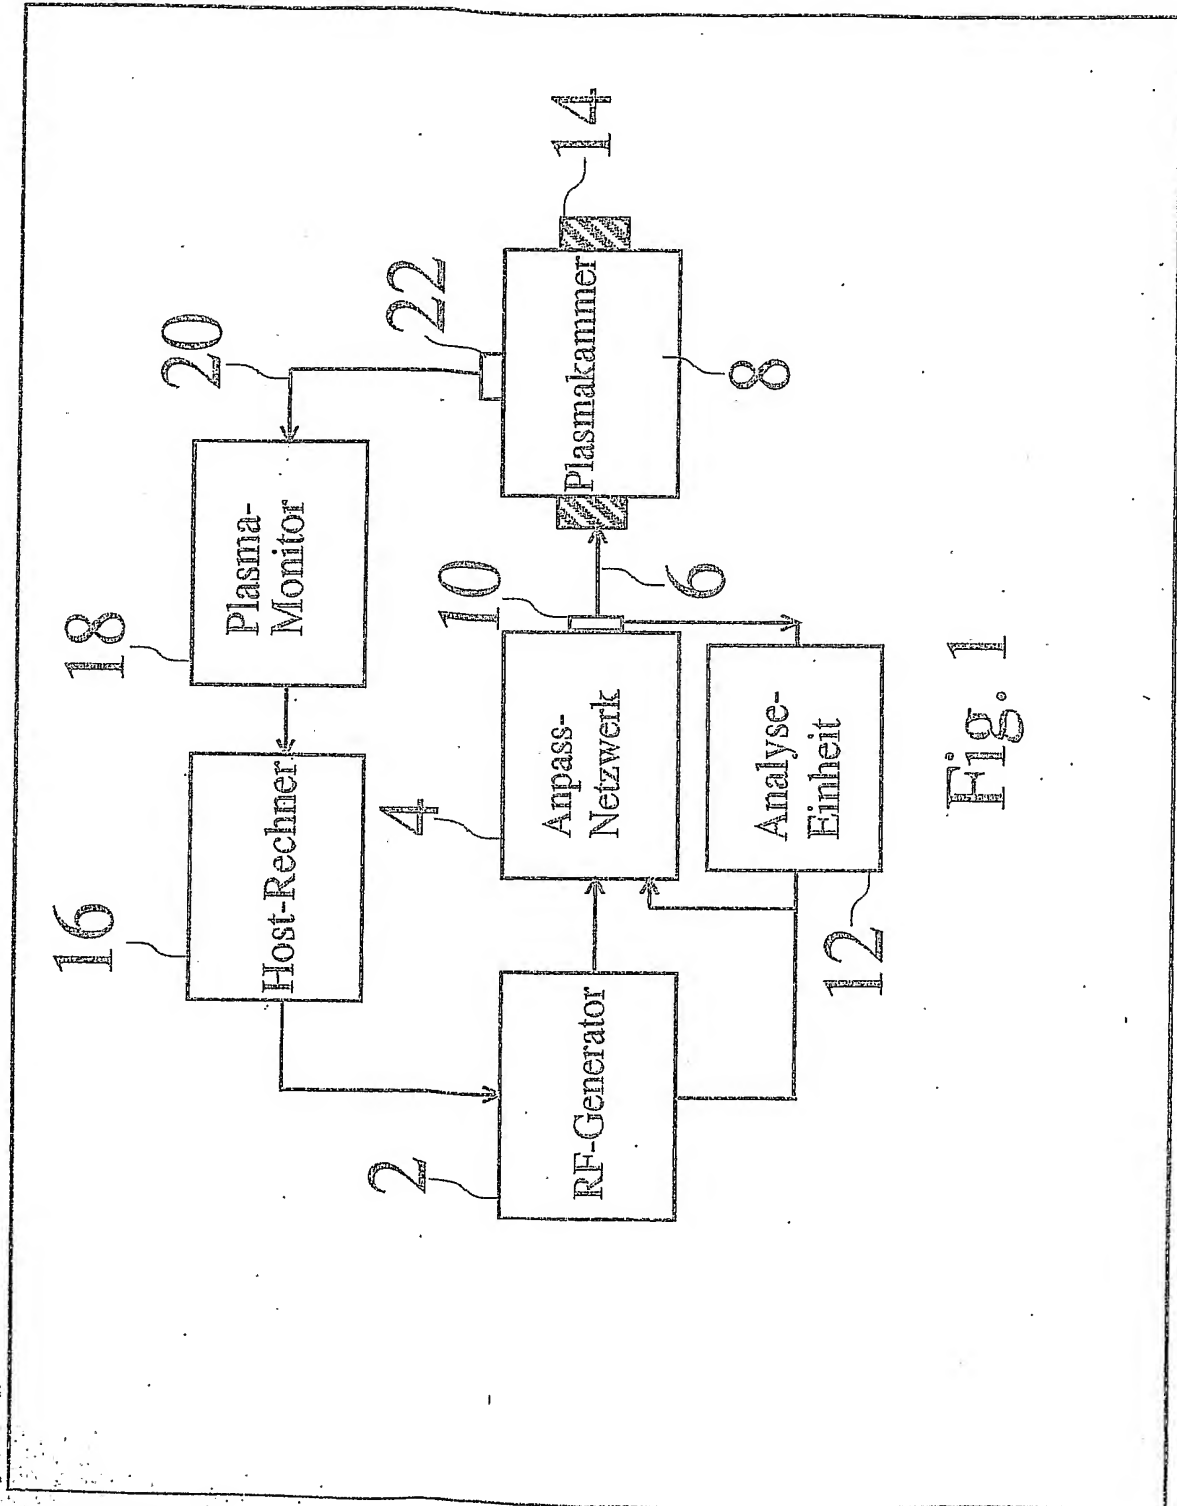 16
18
20
Host-Rechner
Plasma-
Monitor
2
4
10
22
14
RF-Generator
Anpass-
Netzwerk
Plasmakammer
6
8
12
Analyse-
Einheit
Fig. 1